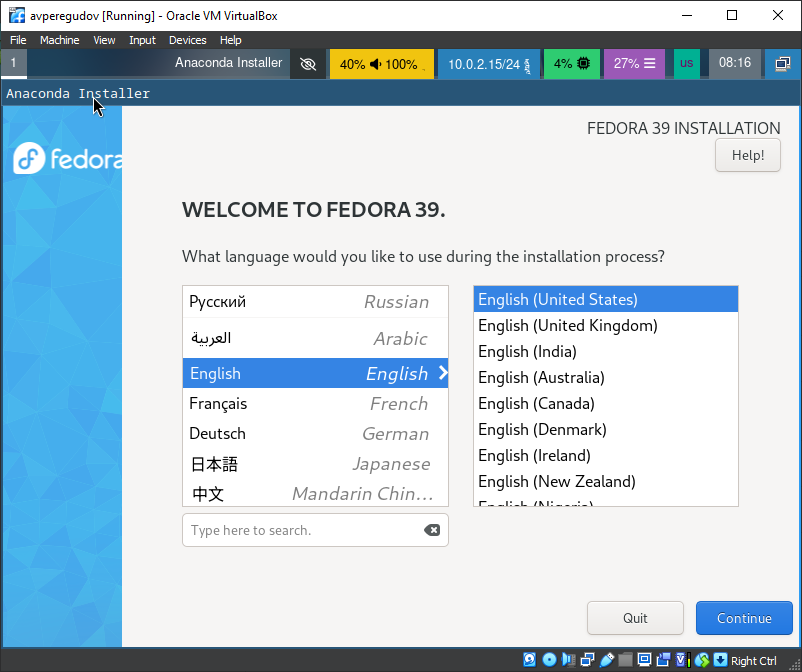 avperegudov [Running] - Oracle VM VirtualBox
File Machine View Input Devices Help
1 Anaconda Installer 40% 100% 10.0.2.15/24 4% 27% us 08:16
Anaconda Installer
fedora
FEDORA 39 INSTALLATION
Help!
WELCOME TO FEDORA 39.
What language would you like to use during the installation process?
Русский Russian
العربية Arabic
English English
Français French
Deutsch German
日本語 Japanese
中文 Mandarin Chin...
English (United States)
English (United Kingdom)
English (India)
English (Australia)
English (Canada)
English (Denmark)
English (Ireland)
English (New Zealand)
English (Nigeria)
Type here to search.
Quit Continue
Right Ctrl